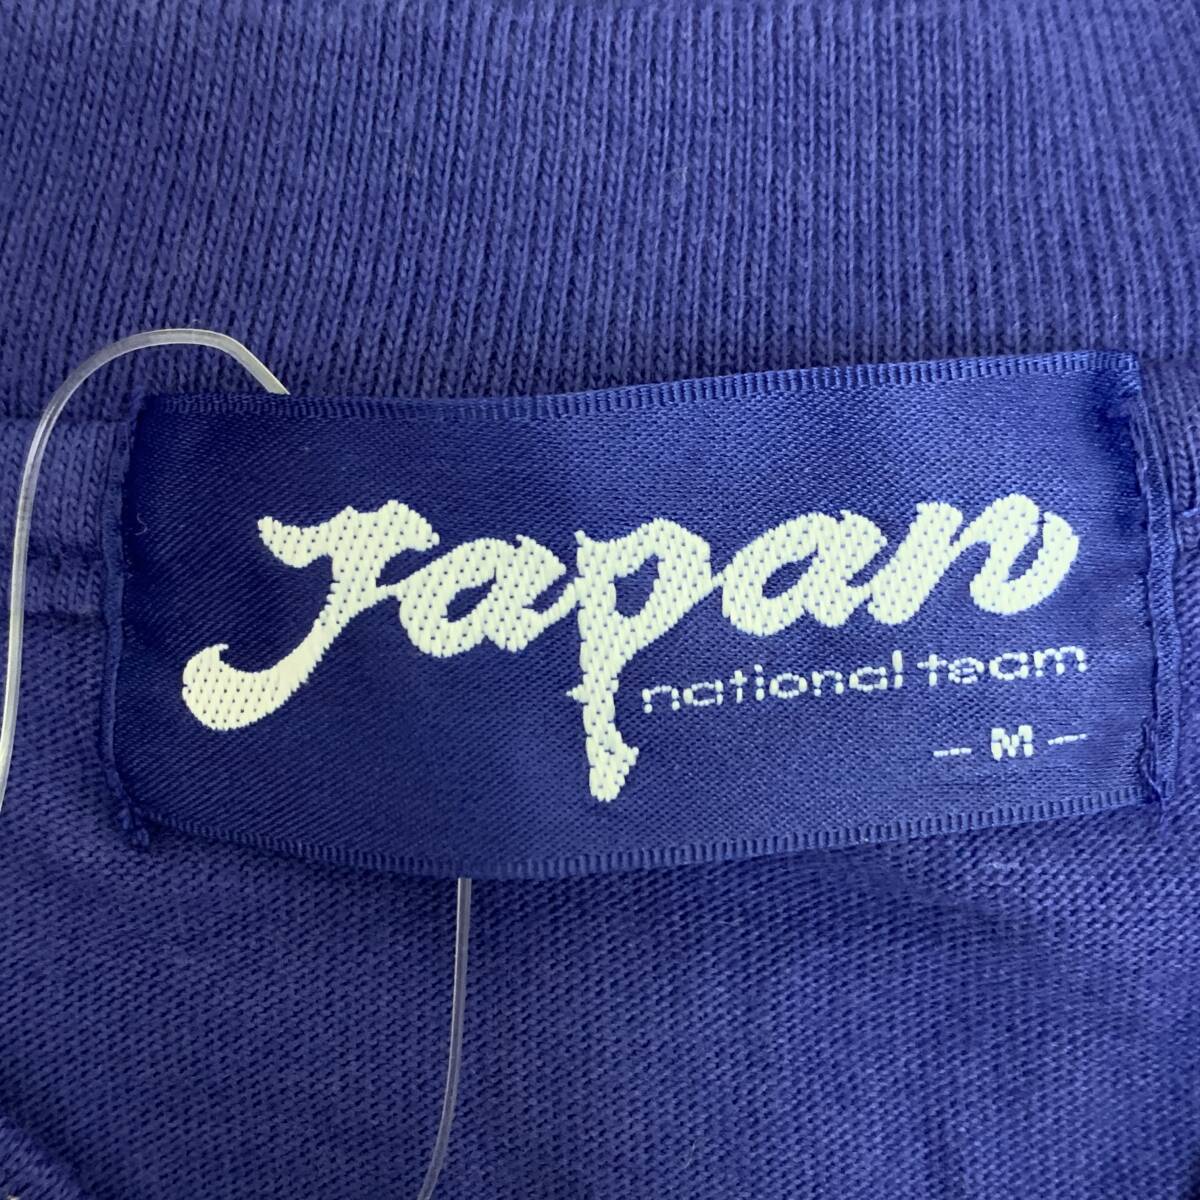 Japan
national team
- M -